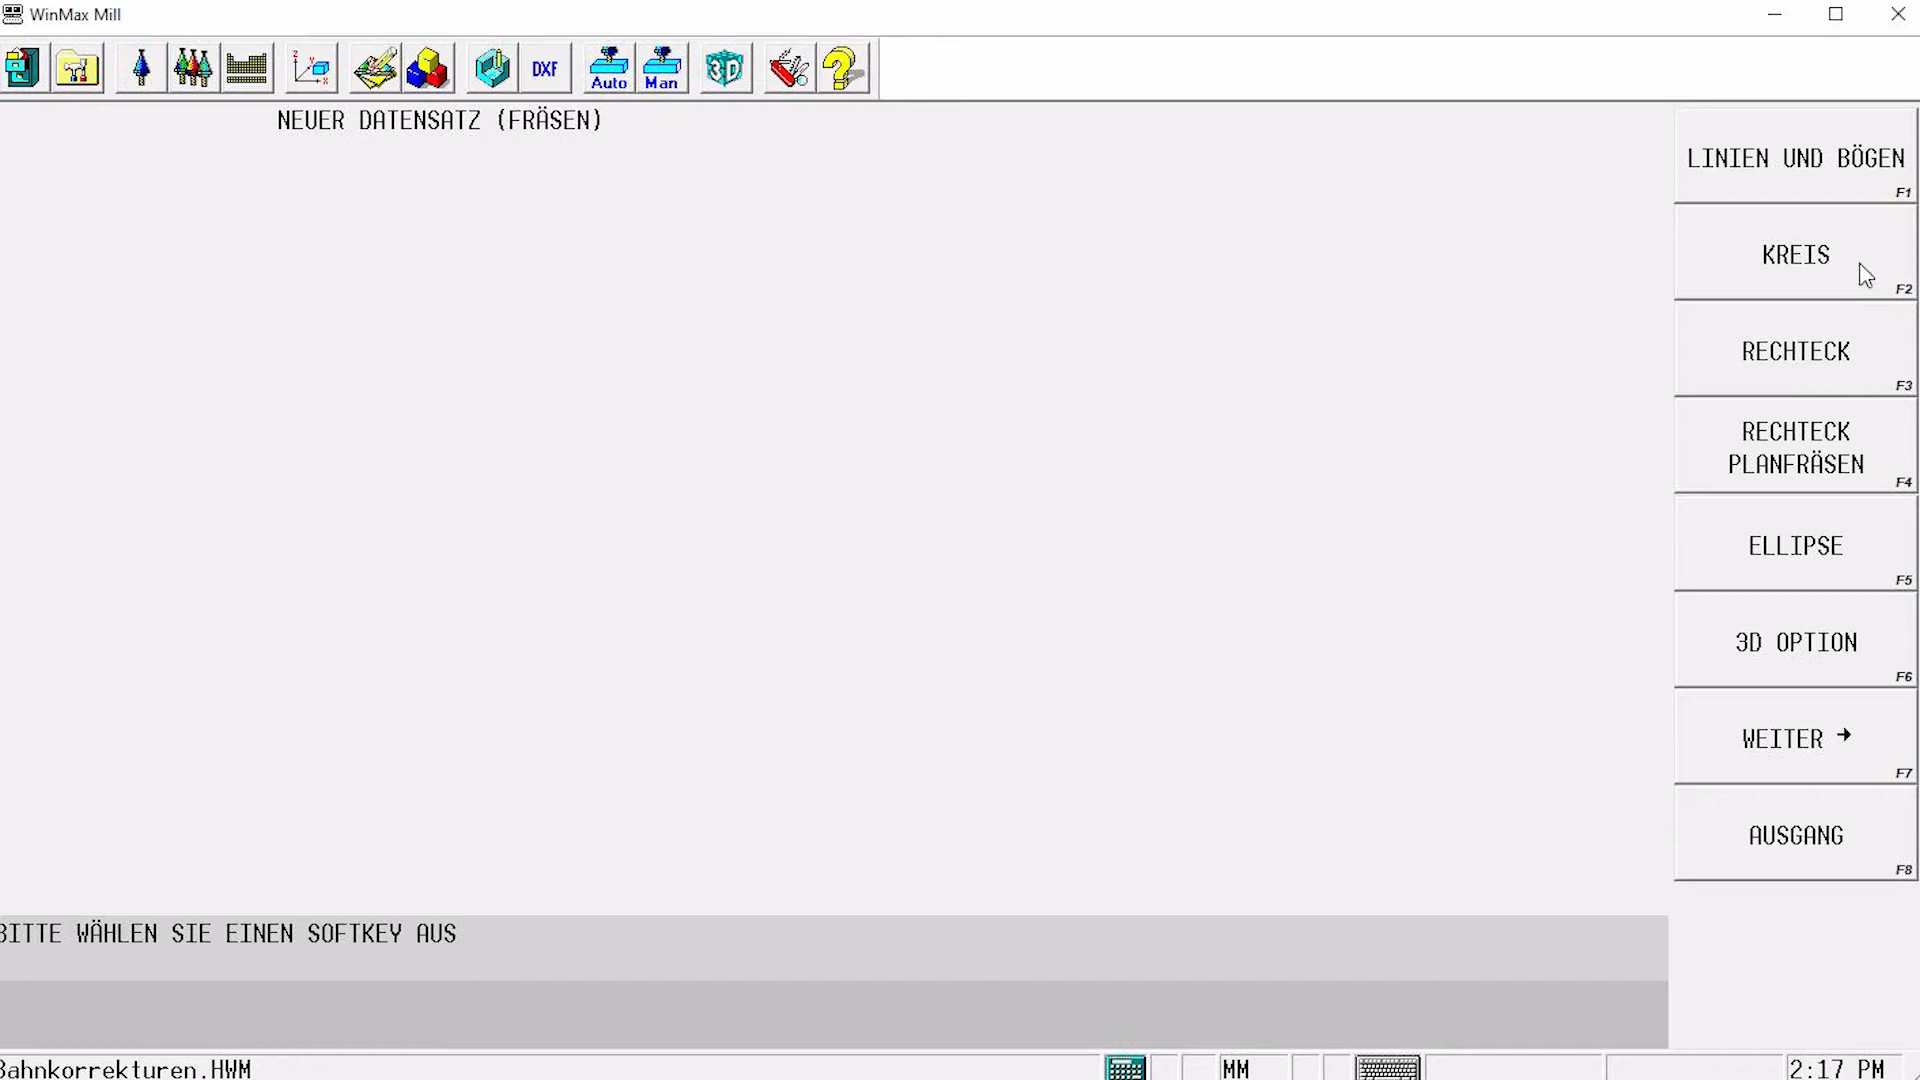 WinMax Mill
DXF
Auto
Man
3D
NEUER DATENSATZ (FRÄSEN)
LINIEN UND BÖGEN
F1
KREIS
F2
RECHTECK
F3
RECHTECK
PLANFRÄSEN
F4
ELLIPSE
F5
3D OPTION
F6
WEITER →
F7
AUSGANG
F8
BITTE WÄHLEN SIE EINEN SOFTKEY AUS
Bahnkorrekturen.HWM
MM
2:17 PM